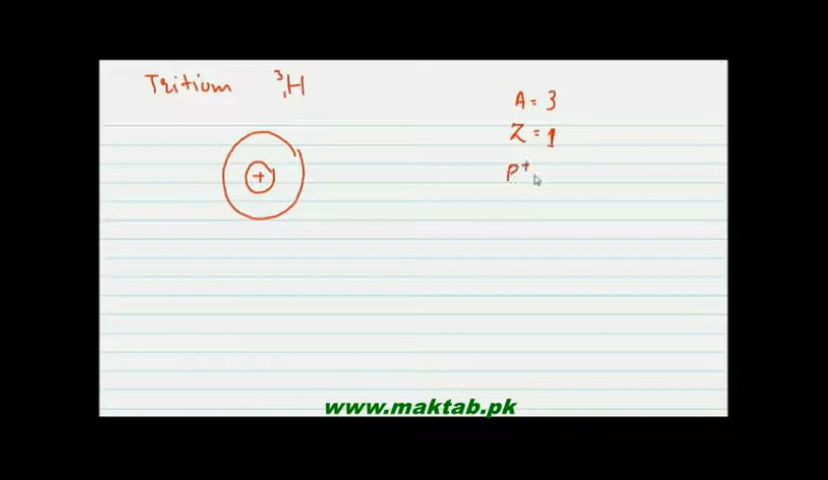 Tritium ³₁H
A = 3
Z = 1
P⁺
+
www.maktab.pk